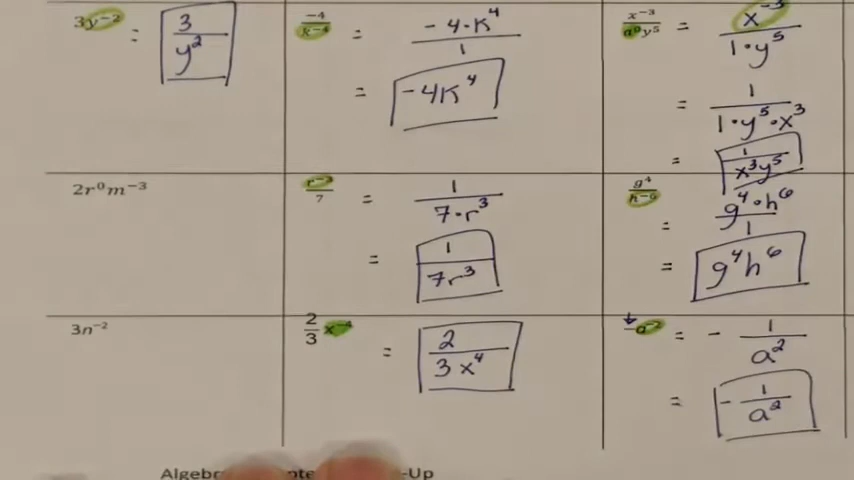 3y⁻² = 3/y²
-4/k⁻⁴ = -4·K⁴/1
= -4K⁴
x⁻³/a⁰y⁵ = x⁻³/1·y⁵
= 1/1·y⁵·x³
= 1/x³y⁵
2r⁰m⁻³
r⁻³/7 = 1/7·r³
= 1/7r³
g⁴/h⁻⁶
= g⁴·h⁶/1
= g⁴h⁶
3n⁻²
2/3 x⁻⁴ = 2/3x⁴
-a⁻² = - 1/a²
= - 1/a²
-Up